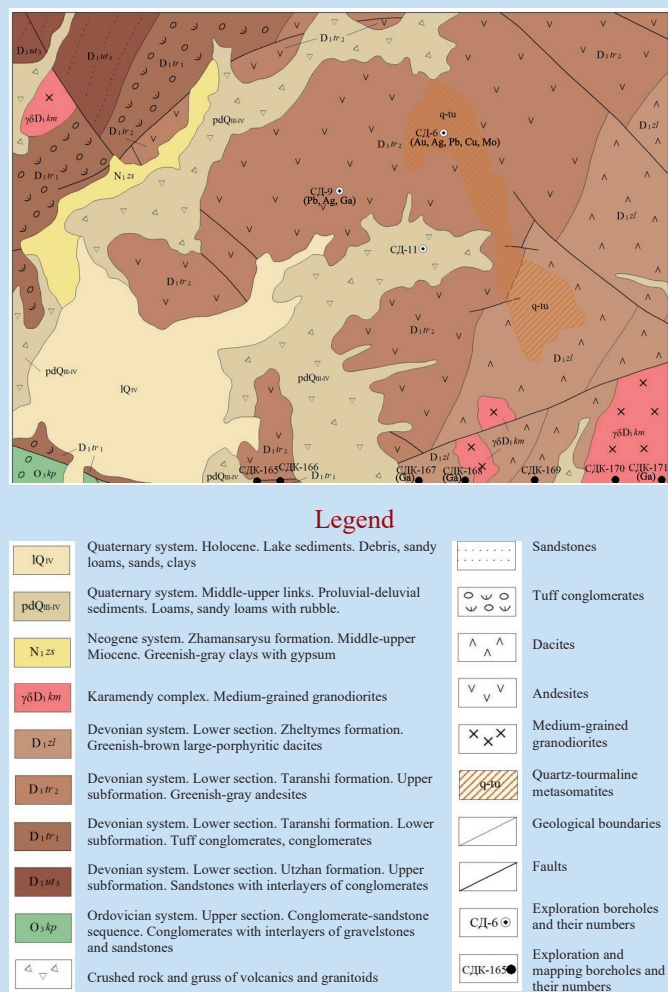 D1tr2
D1ut3
D1ut3
D1tr1
D1tr2
q-tu
γδD1km
pdQIII-IV
СД-6
(Au, Ag, Pb, Cu, Mo)
D1tr2
D1zl
D1tr2
D1tr1
N1zs
СД-9
(Pb, Ag, Ga)
СД-11
D1tr2
q-tu
D1tr2
D1zl
pdQIII-IV
lQIV
pdQIII-IV
γδD1km
γδD1km
D1tr1
D1tr2
D1zl
O3kp
СДК-165
СДК-166
D1tr1
СДК-167
(Ga)
СДК-168
(Ga)
СДК-169
СДК-170
СДК-171
(Ga)
Legend
lQIV
Quaternary system. Holocene. Lake sediments. Debris, sandy
loams, sands, clays
pdQIII-IV
Quaternary system. Middle-upper links. Proluvial-deluvial
sediments. Loams, sandy loams with rubble.
N1zs
Neogene system. Zhamansarysu formation. Middle-upper
Miocene. Greenish-gray clays with gypsum
γδD1km
Karamendy complex. Medium-grained granodiorites
D1zl
Devonian system. Lower section. Zheltymes formation.
Greenish-brown large-porphyritic dacites
D1tr2
Devonian system. Lower section. Taranshi formation. Upper
subformation. Greenish-gray andesites
D1tr1
Devonian system. Lower section. Taranshi formation. Lower
subformation. Tuff conglomerates, conglomerates
D1ut3
Devonian system. Lower section. Utzhan formation. Upper
subformation. Sandstones with interlayers of conglomerates
O3kp
Ordovician system. Upper section. Conglomerate-sandstone
sequence. Conglomerates with interlayers of gravelstones
and sandstones
Crushed rock and gruss of volcanics and granitoids
Sandstones
Tuff conglomerates
Dacites
Andesites
Medium-grained
granodiorites
q-tu
Quartz-tourmaline
metasomatites
Geological boundaries
Faults
СД-6
Exploration boreholes
and their numbers
СДК-165
Exploration and
mapping boreholes and
their numbers